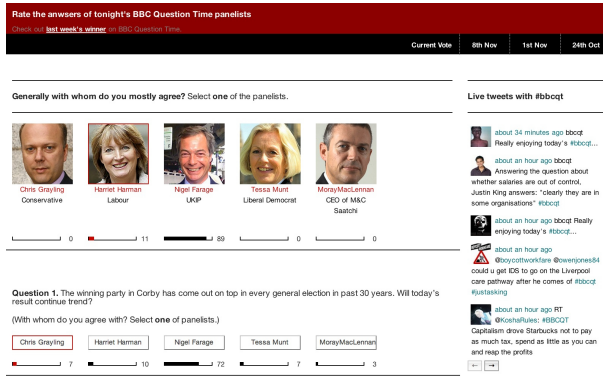 Rate the anwsers of tonight's BBC Question Time panelists
Check out last week's winner on BBC Question Time.
Current Vote
8th Nov
1st Nov
24th Oct
Generally with whom do you mostly agree? Select one of the panelists.
Chris Grayling
Conservative
Harriet Harman
Labour
Nigel Farage
UKIP
Tessa Munt
Liberal Democrat
MorayMacLennan
CEO of M&C
Saatchi
0
11
89
0
0
Question 1. The winning party in Corby has come out on top in every general election in past 30 years. Will today's
result continue trend?
(With whom do you agree with? Select one of panelists.)
Chris Grayling
Harriet Harman
Nigel Farage
Tessa Munt
MorayMacLennan
7
10
72
7
3
Live tweets with #bbcqt
about 34 minutes ago bbcqt
Really enjoying today's #bbcqt...
about an hour ago bbcqt
Answering the question about
whether salaries are out of control,
Justin King answers: "clearly they are in
some organisations" #bbcqt
about an hour ago bbcqt Really
enjoying today's #bbcqt...
about an hour ago
@boycottworkfare @owenjones84
could u get IDS to go on the Liverpool
care pathway after he comes of #bbcqt
#justasking
about an hour ago RT
@KoshaRules: #BBCQT
Capitalism drove Starbucks not to pay
as much tax, spend as little as you can
and reap the profits
← →